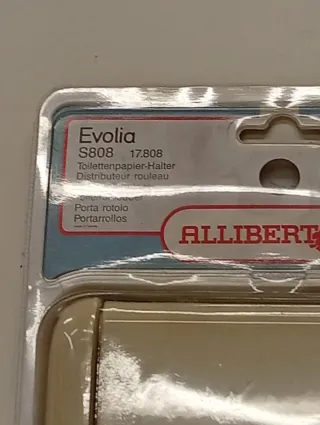 Evolia
S808 17.808
Toilettenpapier-Halter
Distributeur rouleau
Porta rotolo
Portarrollos
ALLIBERT